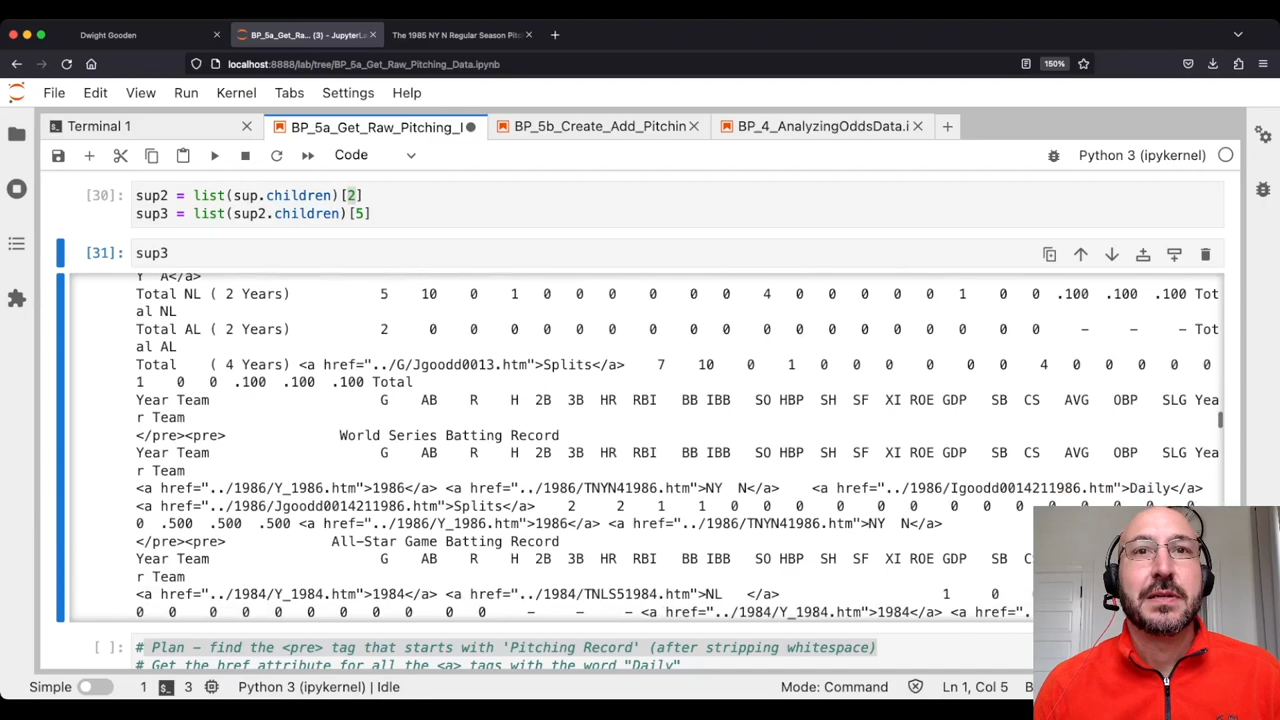 Dwight Gooden
BP_5a_Get_Ra... (3) - JupyterLa
The 1985 NY N Regular Season Pitc
localhost:8888/lab/tree/BP_5a_Get_Raw_Pitching_Data.ipynb
150%
File Edit View Run Kernel Tabs Settings Help
Terminal 1
BP_5a_Get_Raw_Pitching_I
BP_5b_Create_Add_Pitchin
BP_4_AnalyzingOddsData.i
Code
Python 3 (ipykernel)
[30]: sup2 = list(sup.children)[2]
sup3 = list(sup2.children)[5]
[31]: sup3
Y  A</a>
Total NL ( 2 Years) 5 10 0 1 0 0 0 0 0 0 4 0 0 0 0 0 1 0 0 .100 .100 .100 Tot
al NL
Total AL ( 2 Years) 2 0 0 0 0 0 0 0 0 0 0 0 0 0 0 0 0 0 0 – – – Tot
al AL
Total ( 4 Years) <a href="../G/Jgoodd0013.htm">Splits</a> 7 10 0 1 0 0 0 0 0 0 4 0 0 0 0 0
1 0 0 .100 .100 .100 Total
Year Team G AB R H 2B 3B HR RBI BB IBB SO HBP SH SF XI ROE GDP SB CS AVG OBP SLG Yea
r Team
</pre><pre> World Series Batting Record
Year Team G AB R H 2B 3B HR RBI BB IBB SO HBP SH SF XI ROE GDP SB CS AVG OBP SLG Yea
r Team
<a href="../1986/Y_1986.htm">1986</a> <a href="../1986/TNYN41986.htm">NY  N</a> <a href="../1986/Igoodd0014211986.htm">Daily</a>
<a href="../1986/Jgoodd0014211986.htm">Splits</a> 2 2 1 1 0 0 0 0 0 0 0 0 0 0 0 0 0
0 .500 .500 .500 <a href="../1986/Y_1986.htm">1986</a> <a href="../1986/TNYN41986.htm">NY  N</a>
</pre><pre> All-Star Game Batting Record
Year Team G AB R H 2B 3B HR RBI BB IBB SO HBP SH SF XI ROE GDP SB CS
r Team
<a href="../1984/Y_1984.htm">1984</a> <a href="../1984/TNLS51984.htm">NL </a> 1 0
0 0 0 0 0 0 0 0 0 – – – <a href="../1984/Y_1984.htm">1984</a> <a href="..
[ ]: # Plan – find the <pre> tag that starts with 'Pitching Record' (after stripping whitespace)
# Get the href attribute for all the <a> tags with the word "Daily"
Simple 1 3 Python 3 (ipykernel) | Idle
Mode: Command
Ln 1, Col 5